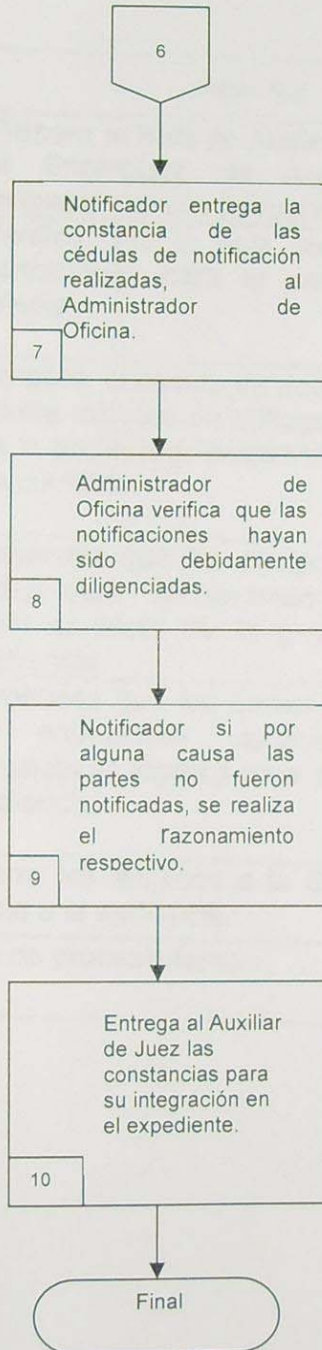 6
Notificador entrega la
constancia de las
cédulas de notificación
realizadas, al
Administrador de
Oficina.
7
Administrador de
Oficina verifica que las
notificaciones hayan
sido debidamente
diligenciadas.
8
Notificador si por
alguna causa las
partes no fueron
notificadas, se realiza
el razonamiento
respectivo.
9
Entrega al Auxiliar
de Juez las
constancias para
su integración en
el expediente.
10
Final